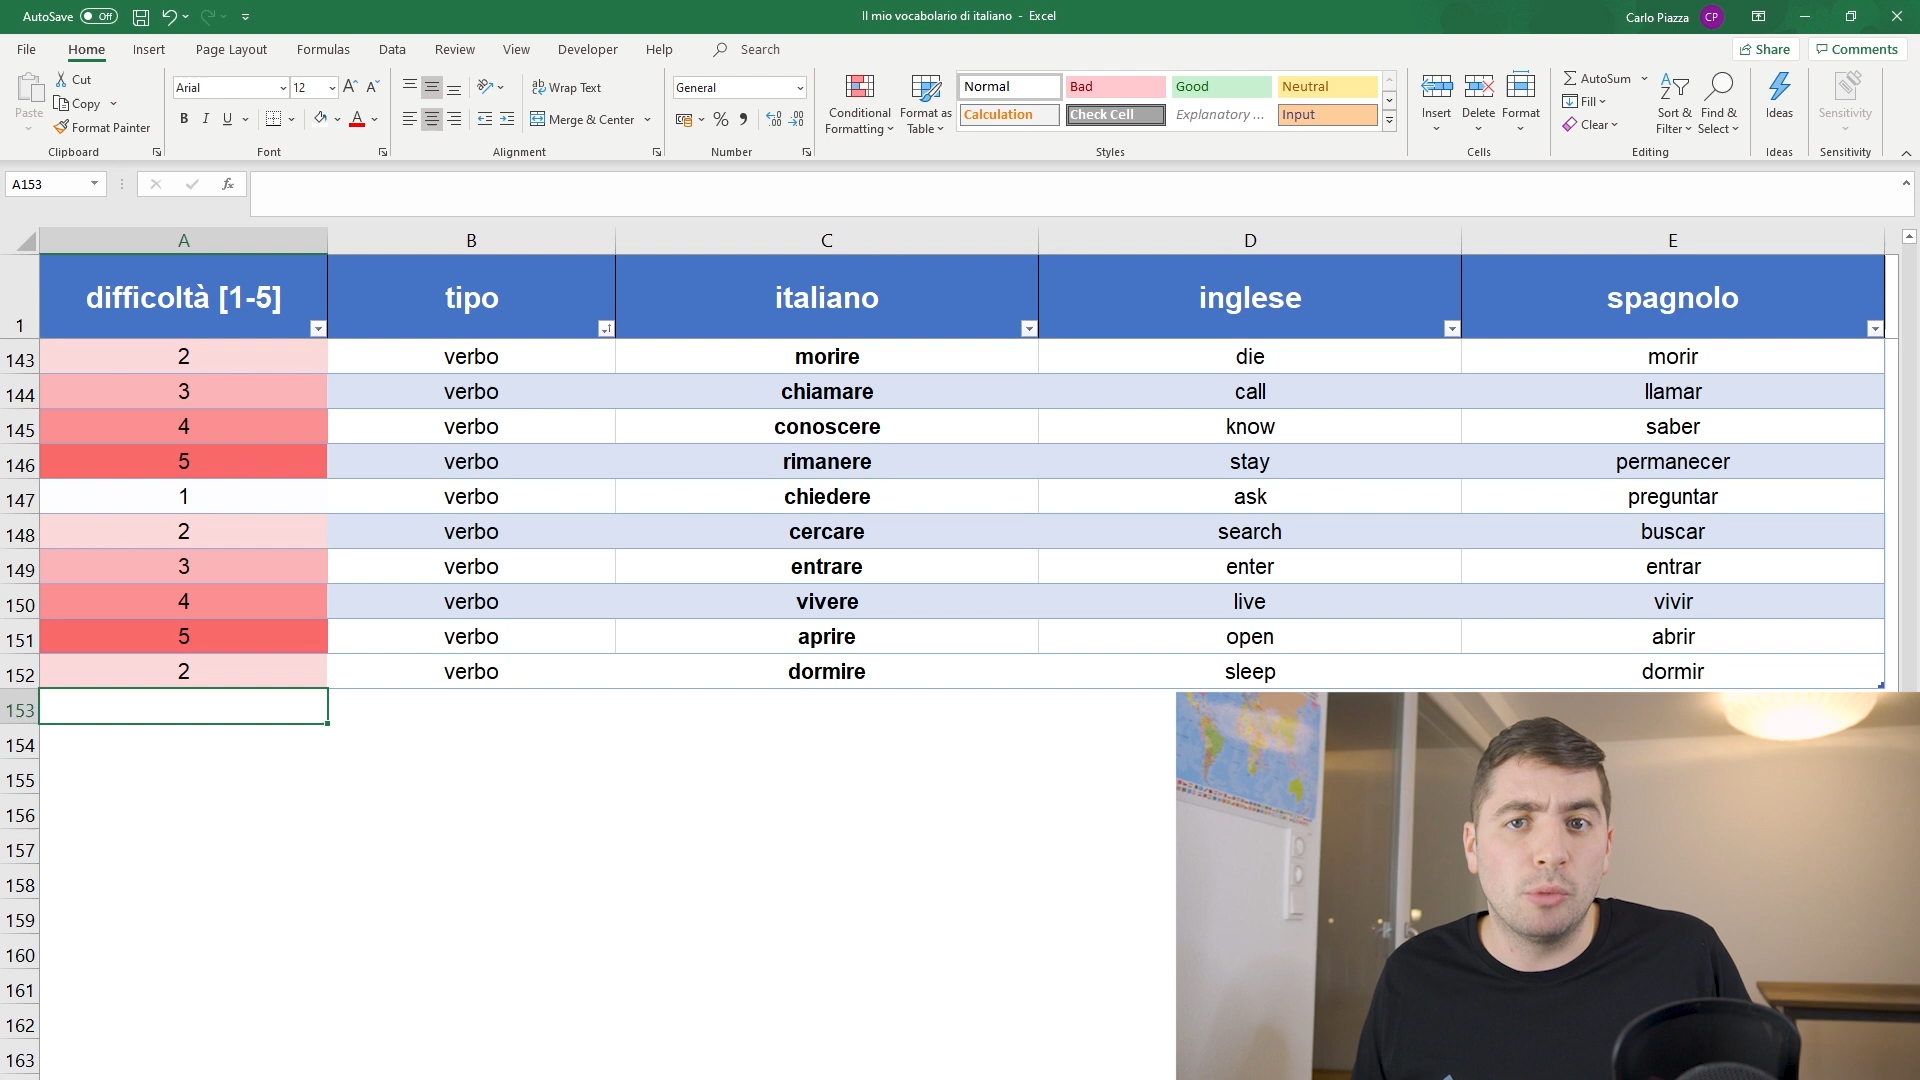 AutoSave Off Il mio vocabolario di italiano - Excel Carlo Piazza CP
File Home Insert Page Layout Formulas Data Review View Developer Help Search Share Comments
Paste Cut Copy Format Painter Clipboard
Arial 12 B I U Font
Wrap Text Merge & Center Alignment
General % Number
Conditional Formatting Format as Table
Normal Bad Good Neutral
Calculation Check Cell Explanatory ... Input
Styles
Insert Delete Format Cells
AutoSum Fill Clear Sort & Filter Find & Select Editing
Ideas Ideas
Sensitivity Sensitivity
A153 fx
A B C D E
1 difficoltà [1-5] tipo italiano inglese spagnolo
143 2 verbo morire die morir
144 3 verbo chiamare call llamar
145 4 verbo conoscere know saber
146 5 verbo rimanere stay permanecer
147 1 verbo chiedere ask preguntar
148 2 verbo cercare search buscar
149 3 verbo entrare enter entrar
150 4 verbo vivere live vivir
151 5 verbo aprire open abrir
152 2 verbo dormire sleep dormir
153
154
155
156
157
158
159
160
161
162
163